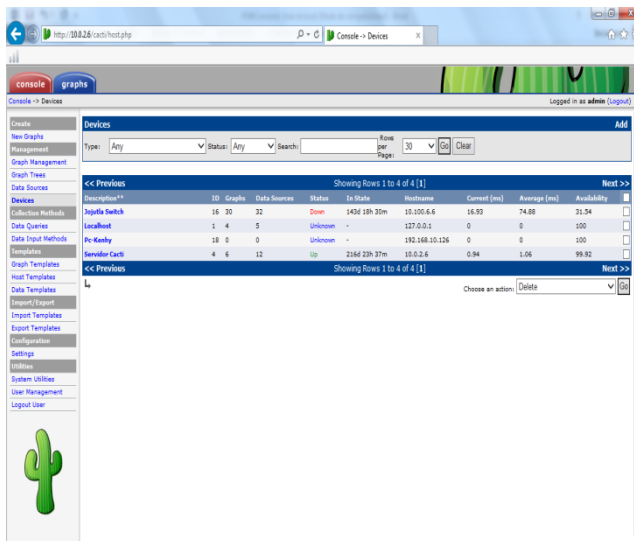 http://10.0.2.6/cacti/host.php
Console -> Devices
console graphs
Console -> Devices
Logged in as admin (Logout)
Create
New Graphs
Management
Graph Management
Graph Trees
Data Sources
Devices
Collection Methods
Data Queries
Data Input Methods
Templates
Graph Templates
Host Templates
Data Templates
Import/Export
Import Templates
Export Templates
Configuration
Settings
Utilities
System Utilities
User Management
Logout User
Devices Add
Type: Any Status: Any Search: Rows per Page: 30 Go Clear
<< Previous Showing Rows 1 to 4 of 4 [1] Next >>
Description** ID Graphs Data Sources Status In State Hostname Current (ms) Average (ms) Availability
Jojutla Switch 16 30 32 Down 143d 18h 30m 10.100.6.6 16.93 74.88 31.54
Localhost 1 4 5 Unknown - 127.0.0.1 0 0 100
Pc-Kenhy 18 0 0 Unknown - 192.168.10.126 0 0 100
Servidor Cacti 4 6 12 Up 216d 23h 37m 10.0.2.6 0.94 1.06 99.92
<< Previous Showing Rows 1 to 4 of 4 [1] Next >>
Choose an action: Delete Go